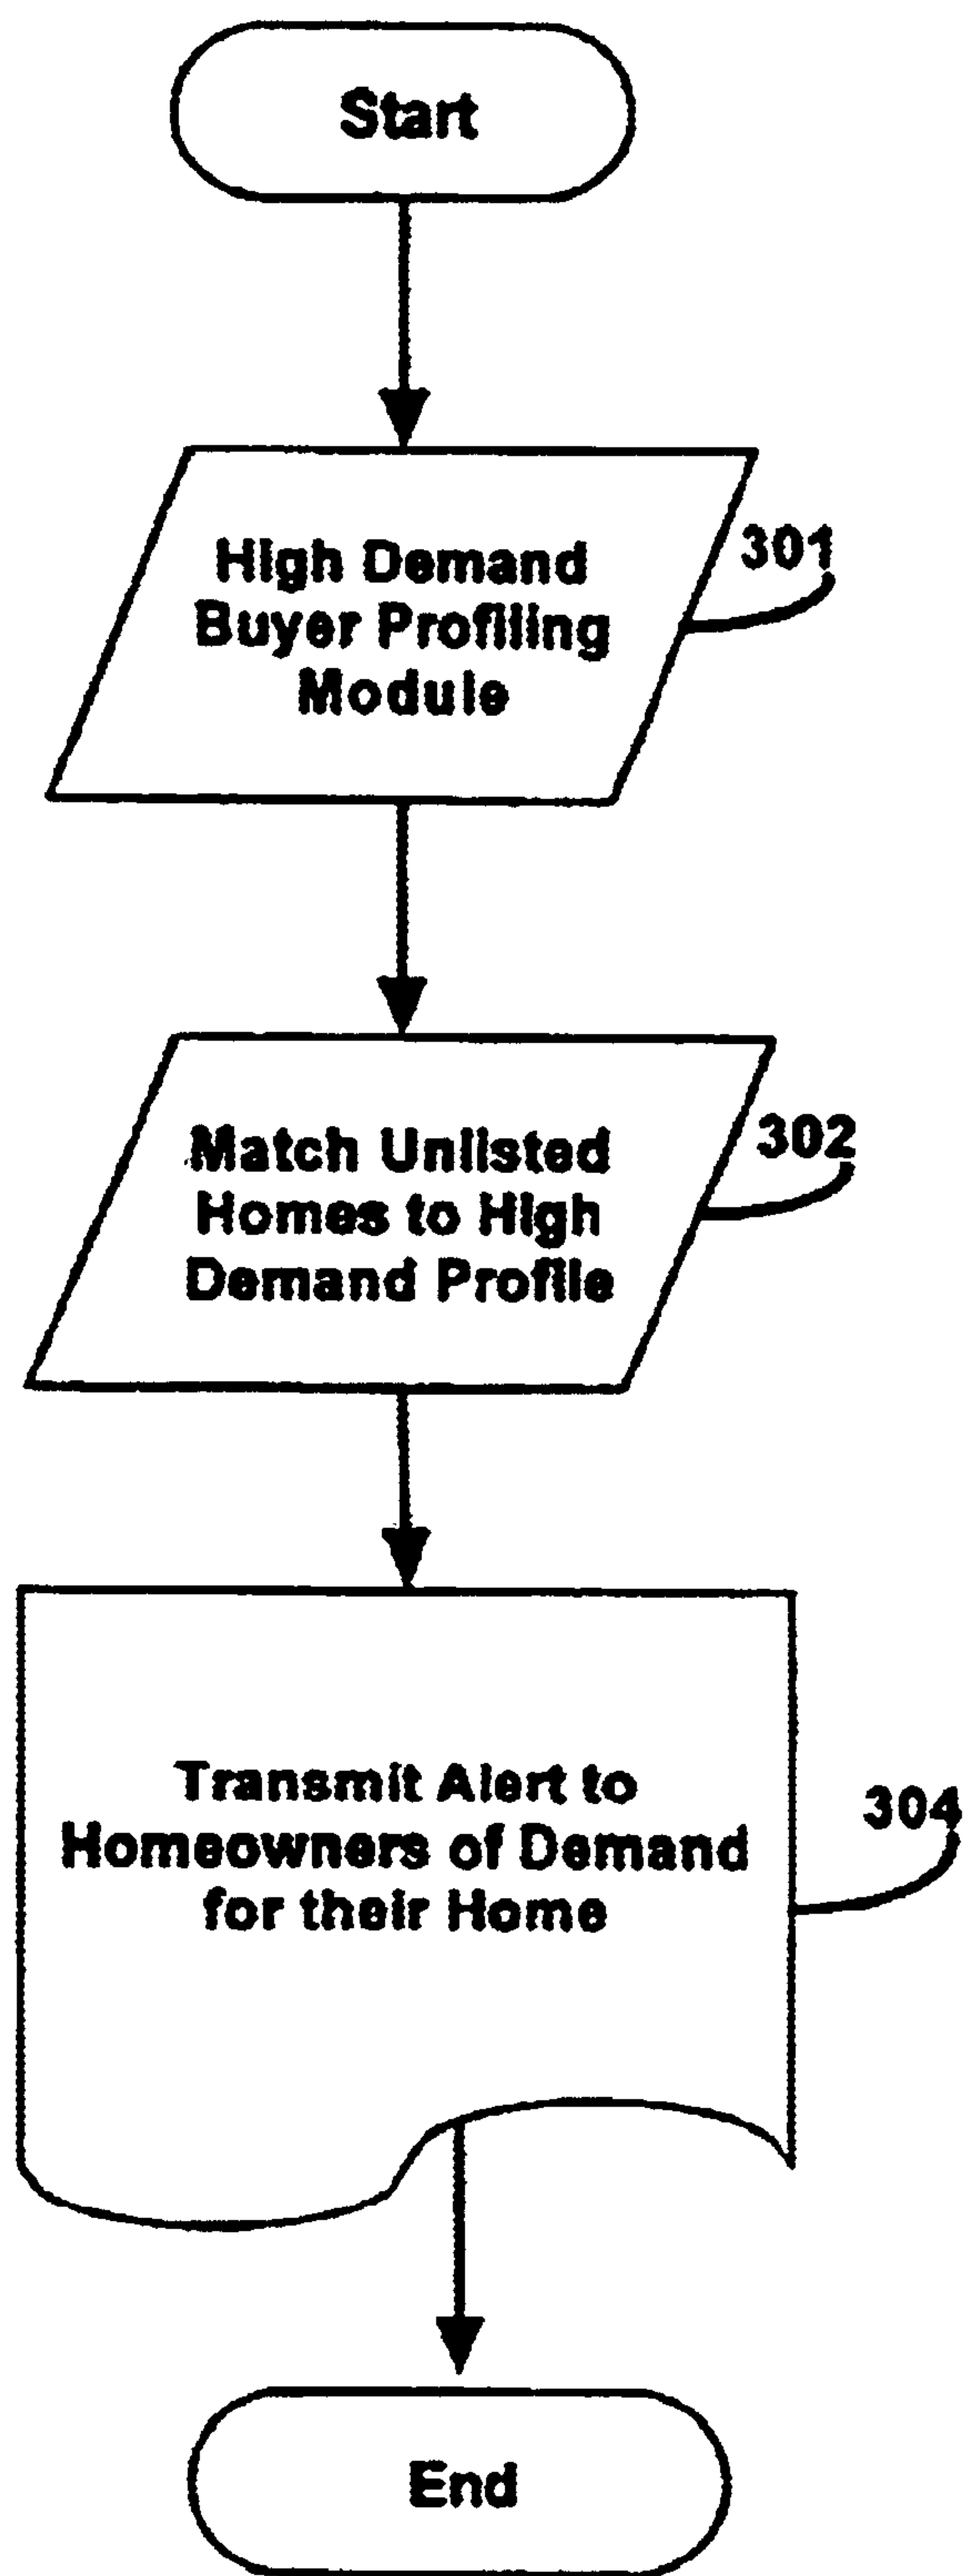 Start
High Demand
Buyer Profiling
Module
301
Match Unlisted
Homes to High
Demand Profile
302
Transmit Alert to
Homeowners of Demand
for their Home
304
End